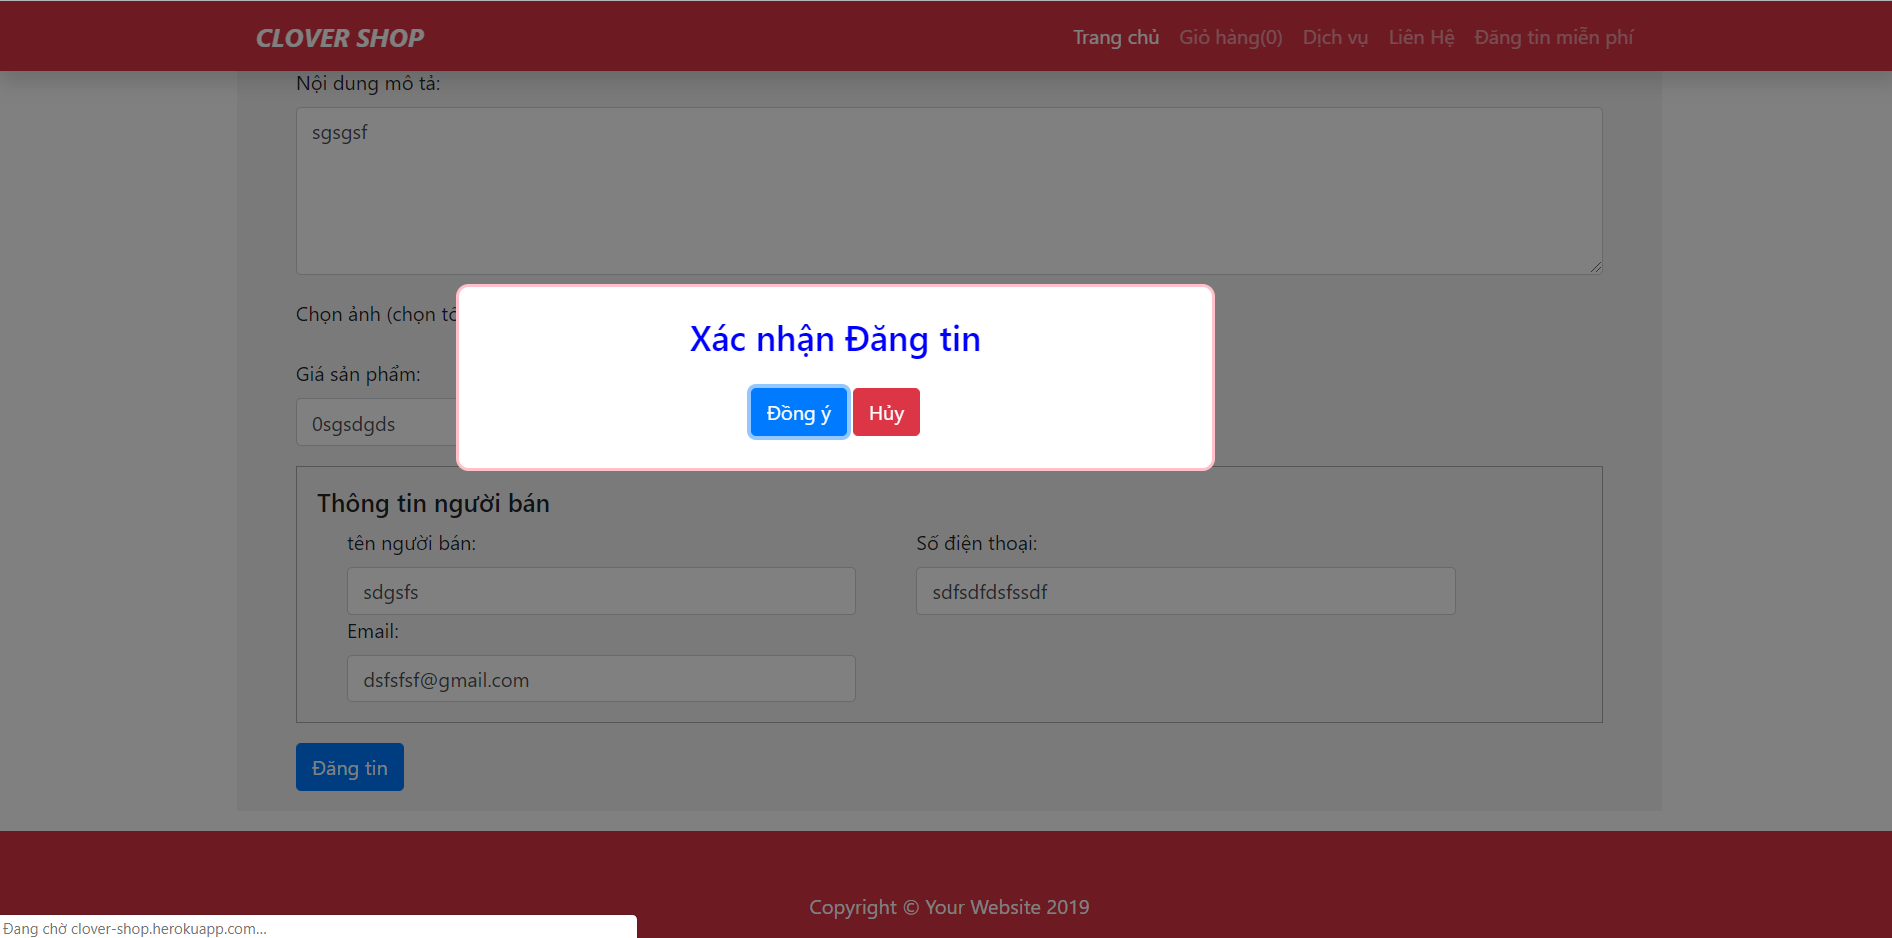 CLOVER SHOP
Trang chủ Giỏ hàng(0) Dịch vụ Liên Hệ Đăng tin miễn phí
Nội dung mô tả:
sgsgsf
Chọn ảnh (chọn
Xác nhận Đăng tin
Giá sản phẩm:
Đồng ý Hủy
0sgsdgds
Thông tin người bán
tên người bán: Số điện thoại:
sdgsfs sdfsdfdsfssdf
Email:
dsfsfsf@gmail.com
Đăng tin
Copyright © Your Website 2019
Đang chờ clover-shop.herokuapp.com...